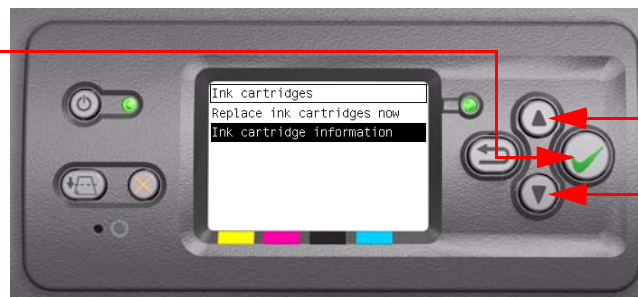 Ink cartridges
Replace ink cartridges now
Ink cartridge information